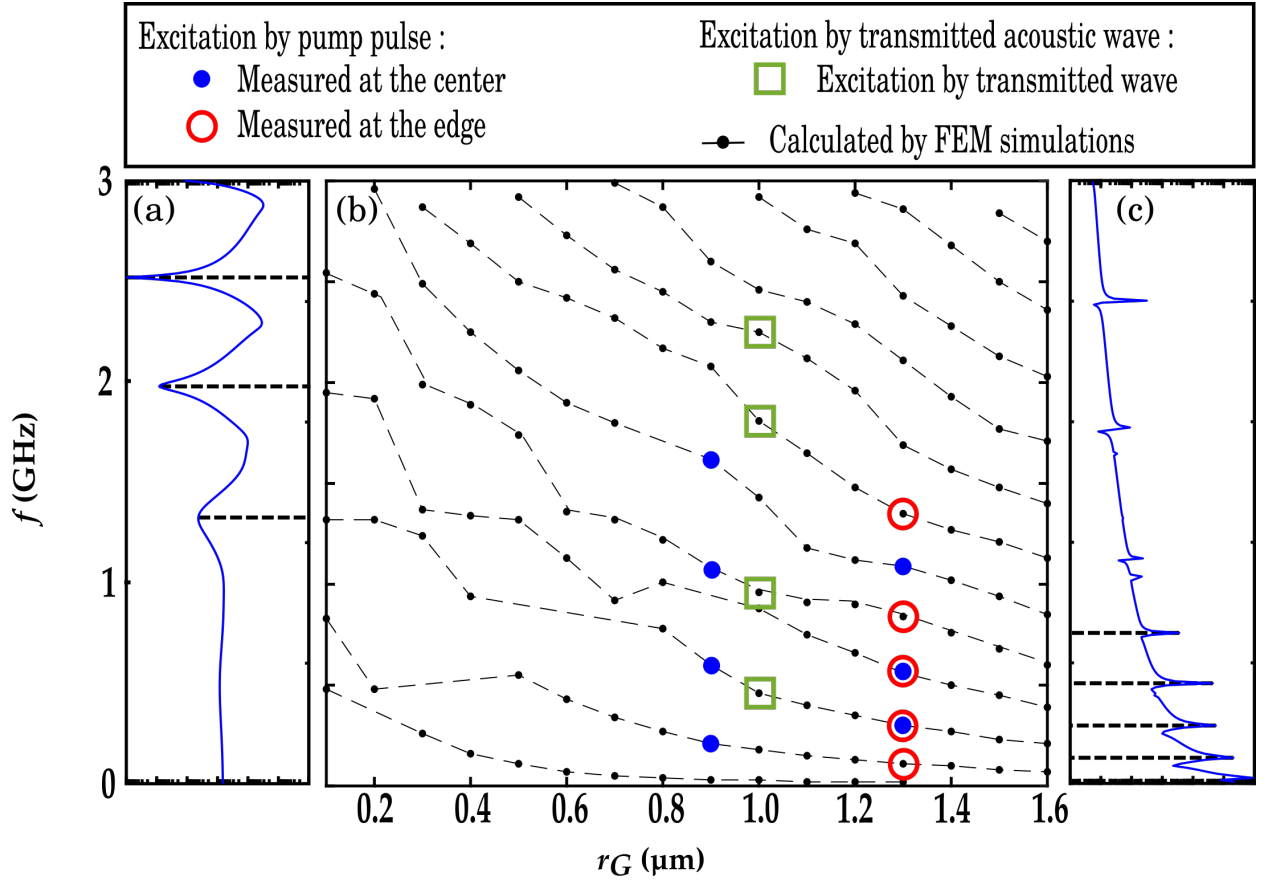 Excitation by pump pulse :
Measured at the center
Measured at the edge
Excitation by transmitted acoustic wave :
Excitation by transmitted wave
Calculated by FEM simulations
(a)
(b)
(c)
3
2
1
0
f (GHz)
0.2 0.4 0.6 0.8 1.0 1.2 1.4 1.6
rG (μm)